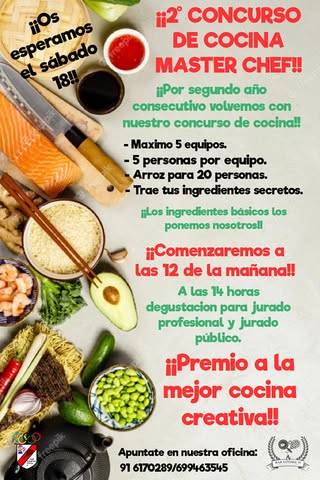 ¡¡Os
esperamos
el sábado
18!!
¡¡2º CONCURSO
DE COCINA
MASTER CHEF!!
¡¡Por segundo año
consecutivo volvemos con
nuestro concurso de cocina!!
- Maximo 5 equipos.
- 5 personas por equipo.
- Arroz para 20 personas.
- Trae tus ingredientes secretos.
¡¡Los ingredientes básicos los
ponemos nosotros!!
¡¡Comenzaremos a
las 12 de la mañana!!
A las 14 horas
degustacion para jurado
profesional y jurado
público.
¡¡Premio a la
mejor cocina
creativa!!
Apuntate en nuestra oficina:
91 6170289/699463545